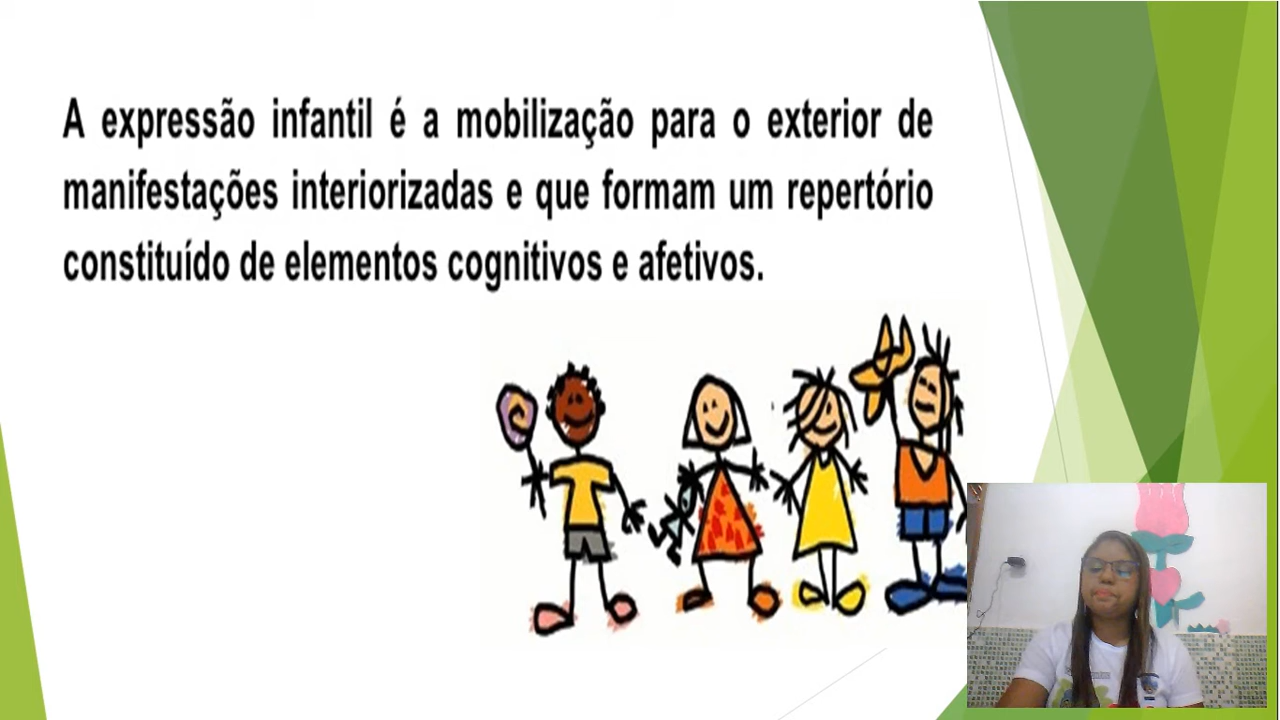 A expressão infantil é a mobilização para o exterior de
manifestações interiorizadas e que formam um repertório
constituído de elementos cognitivos e afetivos.